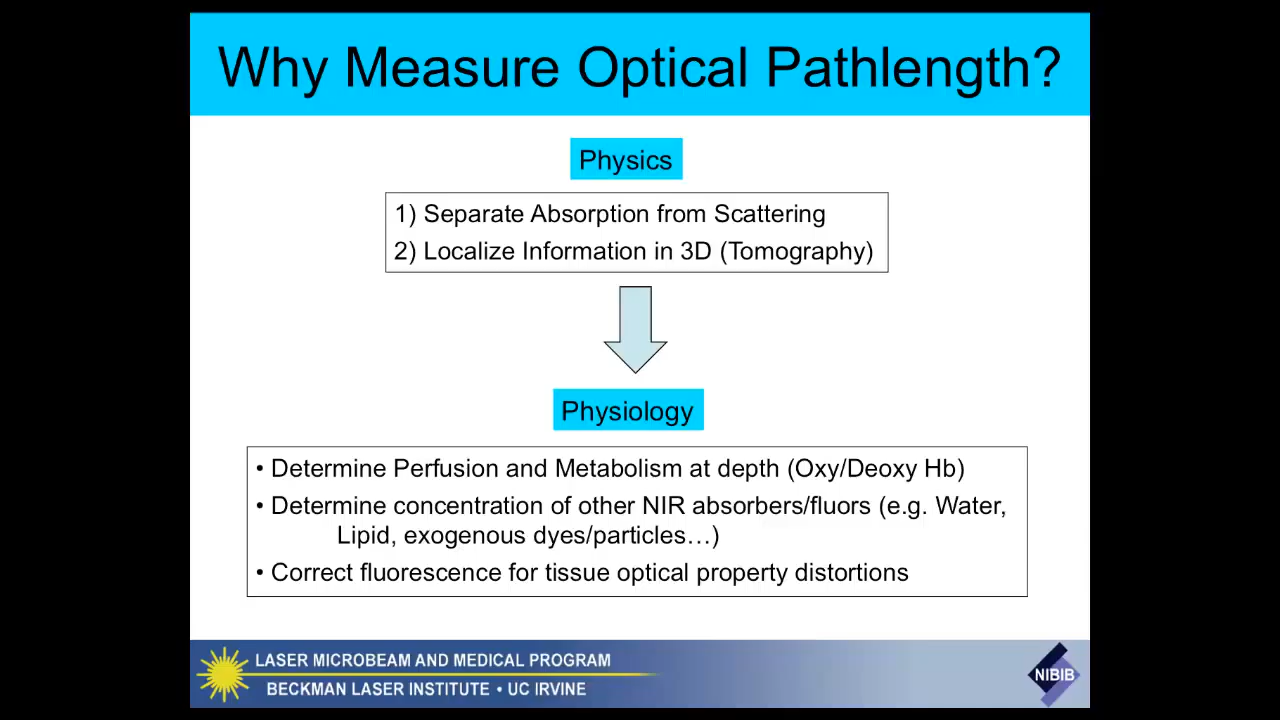 Why Measure Optical Pathlength?
Physics
1) Separate Absorption from Scattering
2) Localize Information in 3D (Tomography)
Physiology
• Determine Perfusion and Metabolism at depth (Oxy/Deoxy Hb)
• Determine concentration of other NIR absorbers/fluors (e.g. Water,
Lipid, exogenous dyes/particles…)
• Correct fluorescence for tissue optical property distortions
LASER MICROBEAM AND MEDICAL PROGRAM
BECKMAN LASER INSTITUTE • UC IRVINE
NIBIB